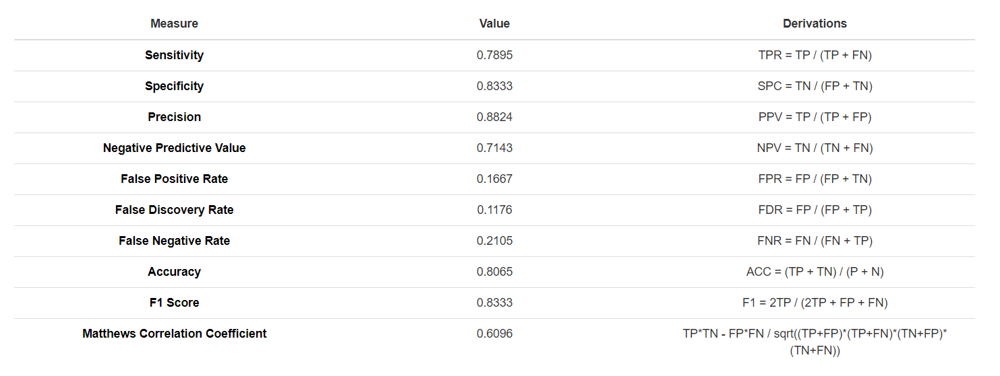 Measure Value Derivations
Sensitivity 0.7895 TPR = TP / (TP + FN)
Specificity 0.8333 SPC = TN / (FP + TN)
Precision 0.8824 PPV = TP / (TP + FP)
Negative Predictive Value 0.7143 NPV = TN / (TN + FN)
False Positive Rate 0.1667 FPR = FP / (FP + TN)
False Discovery Rate 0.1176 FDR = FP / (FP + TP)
False Negative Rate 0.2105 FNR = FN / (FN + TP)
Accuracy 0.8065 ACC = (TP + TN) / (P + N)
F1 Score 0.8333 F1 = 2TP / (2TP + FP + FN)
Matthews Correlation Coefficient 0.6096 TP*TN - FP*FN / sqrt((TP+FP)*(TP+FN)*(TN+FP)*
(TN+FN))